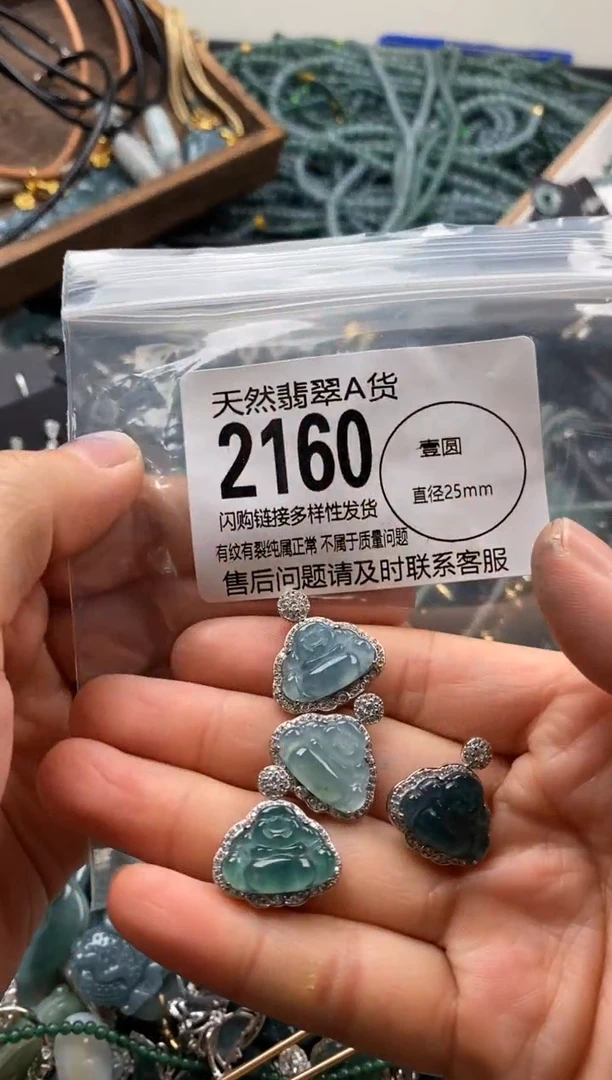 天然翡翠A货
2160
壹圆
直径25mm
闪购链接多样性发货
有纹有裂纯属正常 不属于质量问题
售后问题请及时联系客服